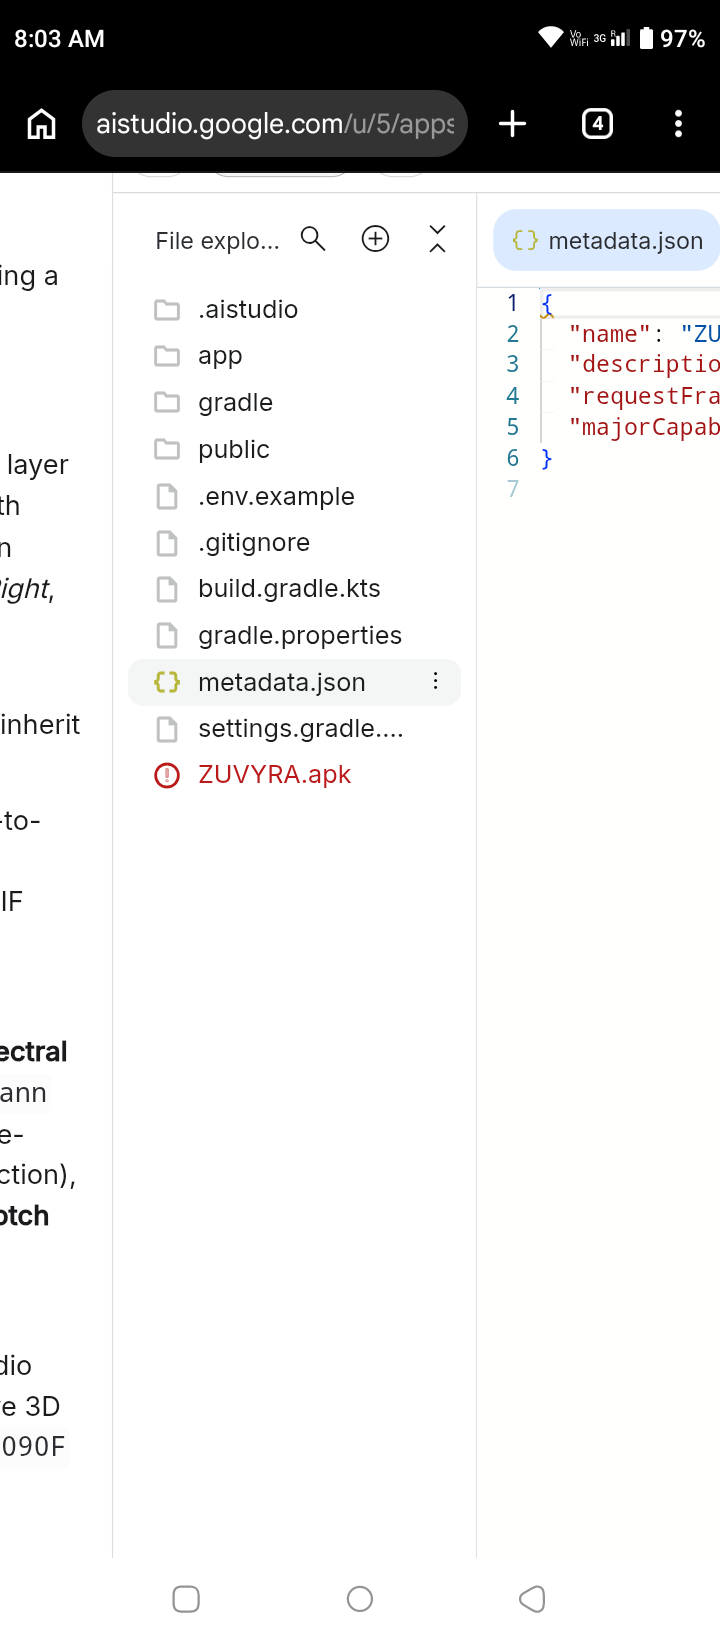 8:03 AM
Vo WiFi 3G R 97%
aistudio.google.com/u/5/apps
4
ing a
layer
th
n
ight,
inherit
-to-
IF
ectral
ann
e-
ction),
otch
dio
e 3D
090F
File explo...
.aistudio
app
gradle
public
.env.example
.gitignore
build.gradle.kts
gradle.properties
metadata.json
settings.gradle....
ZUVYRA.apk
{} metadata.json
1 {
2 "name": "ZU
3 "descriptio
4 "requestFra
5 "majorCapab
6 }
7